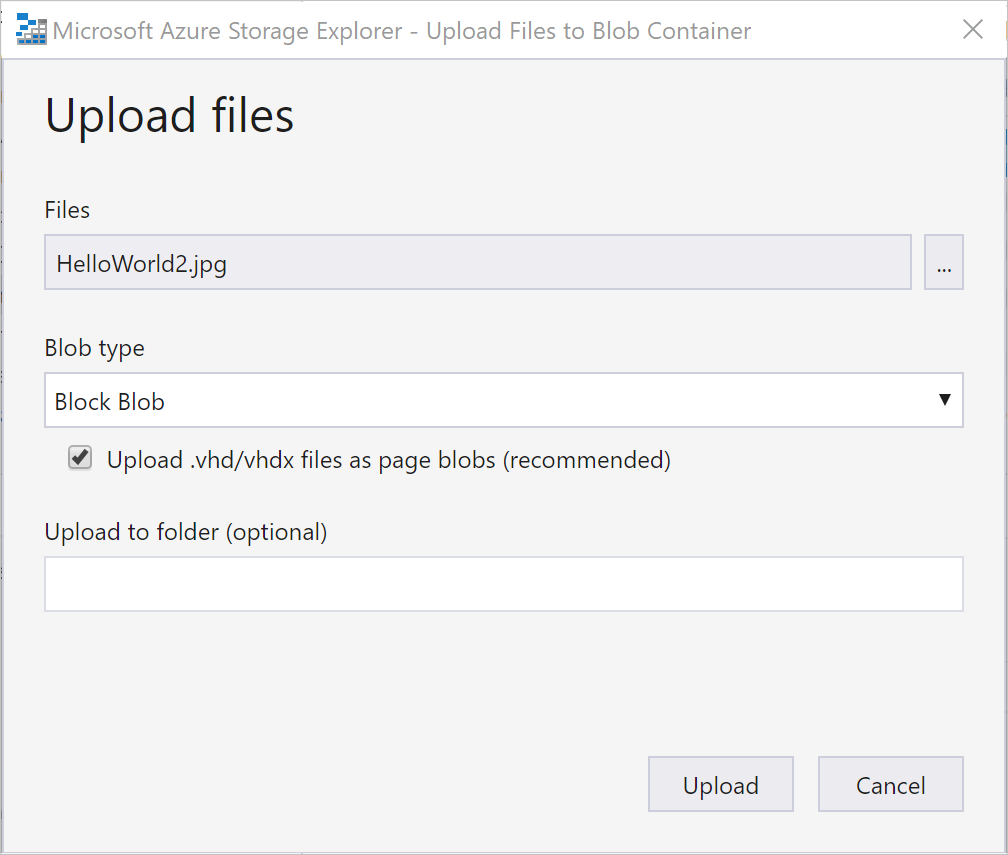 Microsoft Azure Storage Explorer - Upload Files to Blob Container
Upload files
Files
HelloWorld2.jpg
...
Blob type
Block Blob
Upload .vhd/vhdx files as page blobs (recommended)
Upload to folder (optional)
Upload
Cancel